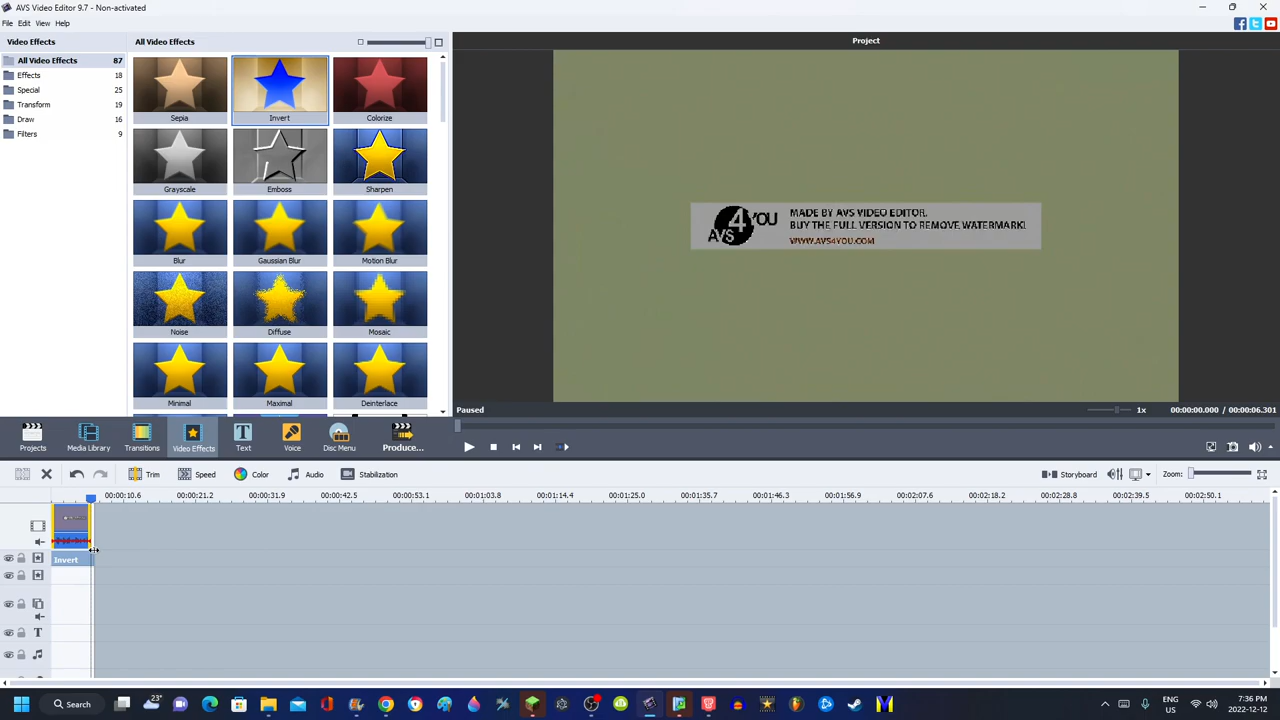 AVS Video Editor 9.7 - Non-activated
File Edit View Help
Video Effects
All Video Effects 87
Effects 18
Special 25
Transform 19
Draw 16
Filters 9
All Video Effects
Sepia Invert Colorize
Grayscale Emboss Sharpen
Blur Gaussian Blur Motion Blur
Noise Diffuse Mosaic
Minimal Maximal Deinterlace
Project
AVS4YOU
MADE BY AVS VIDEO EDITOR.
BUY THE FULL VERSION TO REMOVE WATERMARK!
WWW.AVS4YOU.COM
Paused 1x 00:00:00.000 / 00:00:06.301
Projects Media Library Transitions Video Effects Text Voice Disc Menu Produce...
Trim Speed Color Audio Stabilization Storyboard Zoom:
00:00:10.6 00:00:21.2 00:00:31.9 00:00:42.5 00:00:53.1 00:01:03.8 00:01:14.4 00:01:25.0 00:01:35.7 00:01:46.3 00:01:56.9 00:02:07.6 00:02:18.2 00:02:28.8 00:02:39.5 00:02:50.1
Invert
T
Search 23° ENG US 7:36 PM 2022-12-12